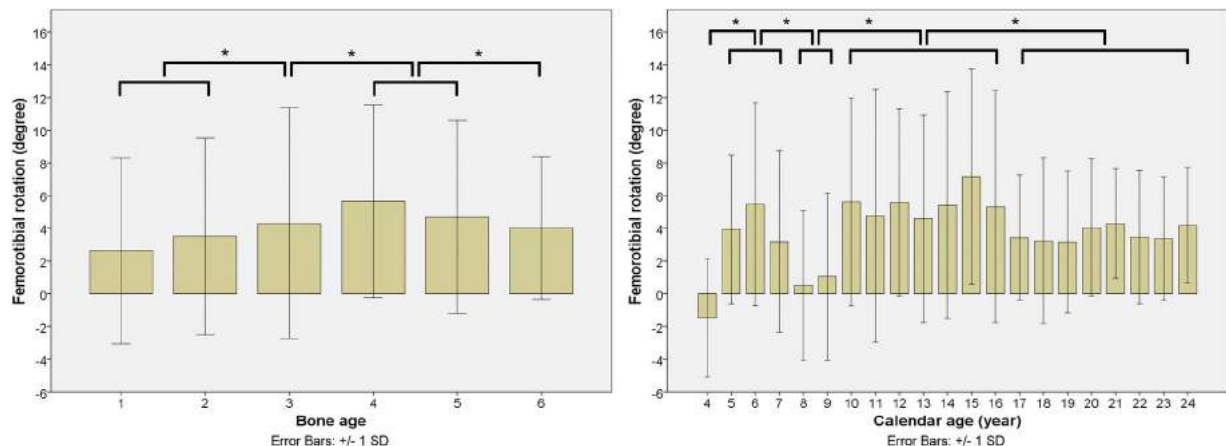 * * *
16
14
12
10
8
6
4
2
0
-2
-4
-6
Femorotibial rotation (degree)
1 2 3 4 5 6
Bone age
Error Bars: +/- 1 SD
* * * *
16
14
12
10
8
6
4
2
0
-2
-4
-6
Femorotibial rotation (degree)
4 5 6 7 8 9 10 11 12 13 14 15 16 17 18 19 20 21 22 23 24
Calendar age (year)
Error Bars: +/- 1 SD